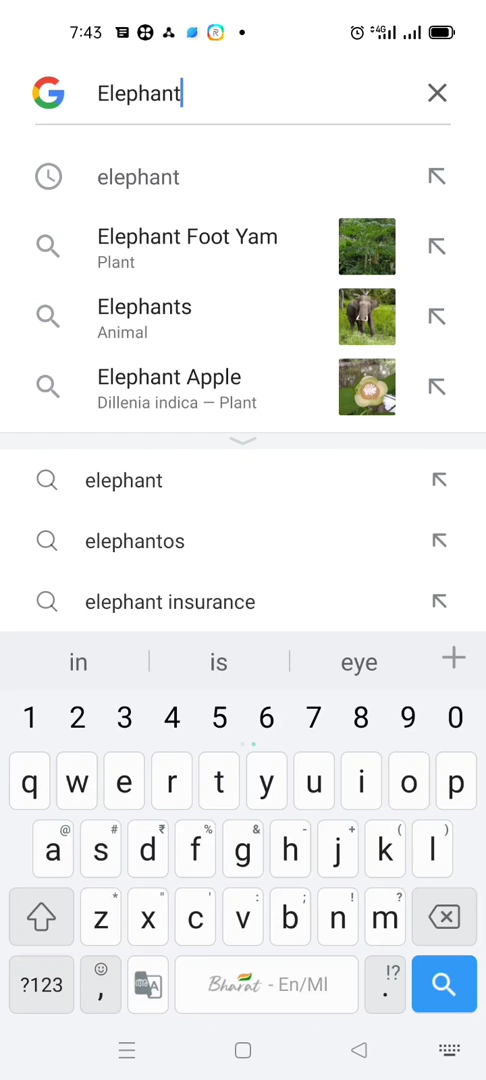 7:43
4G
Elephant
elephant
Elephant Foot Yam
Plant
Elephants
Animal
Elephant Apple
Dillenia indica — Plant
elephant
elephantos
elephant insurance
in is eye
1 2 3 4 5 6 7 8 9 0
q w e r t y u i o p
@ # ₹ % & - + ( )
a s d f g h j k l
* " ' : ; ! ?
z x c v b n m
?123 , Bharat - En/Ml !? .